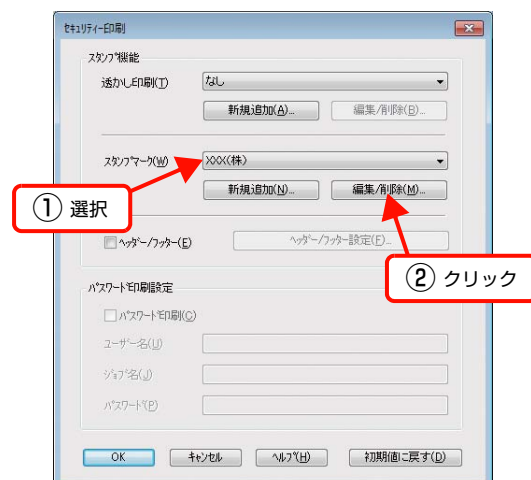 セキュリティー印刷
スタンプ機能
透かし印刷(T)
なし
新規追加(A)...
編集/削除(B)...
スタンプマーク(W)
XXX(株)
新規追加(N)...
編集/削除(M)...
① 選択
ヘッダー/フッター(E)
ヘッダー/フッター設定(F)...
② クリック
パスワード印刷設定
パスワード印刷(C)
ユーザー名(U)
ジョブ名(J)
パスワード(P)
OK
キャンセル
ヘルプ(H)
初期値に戻す(D)